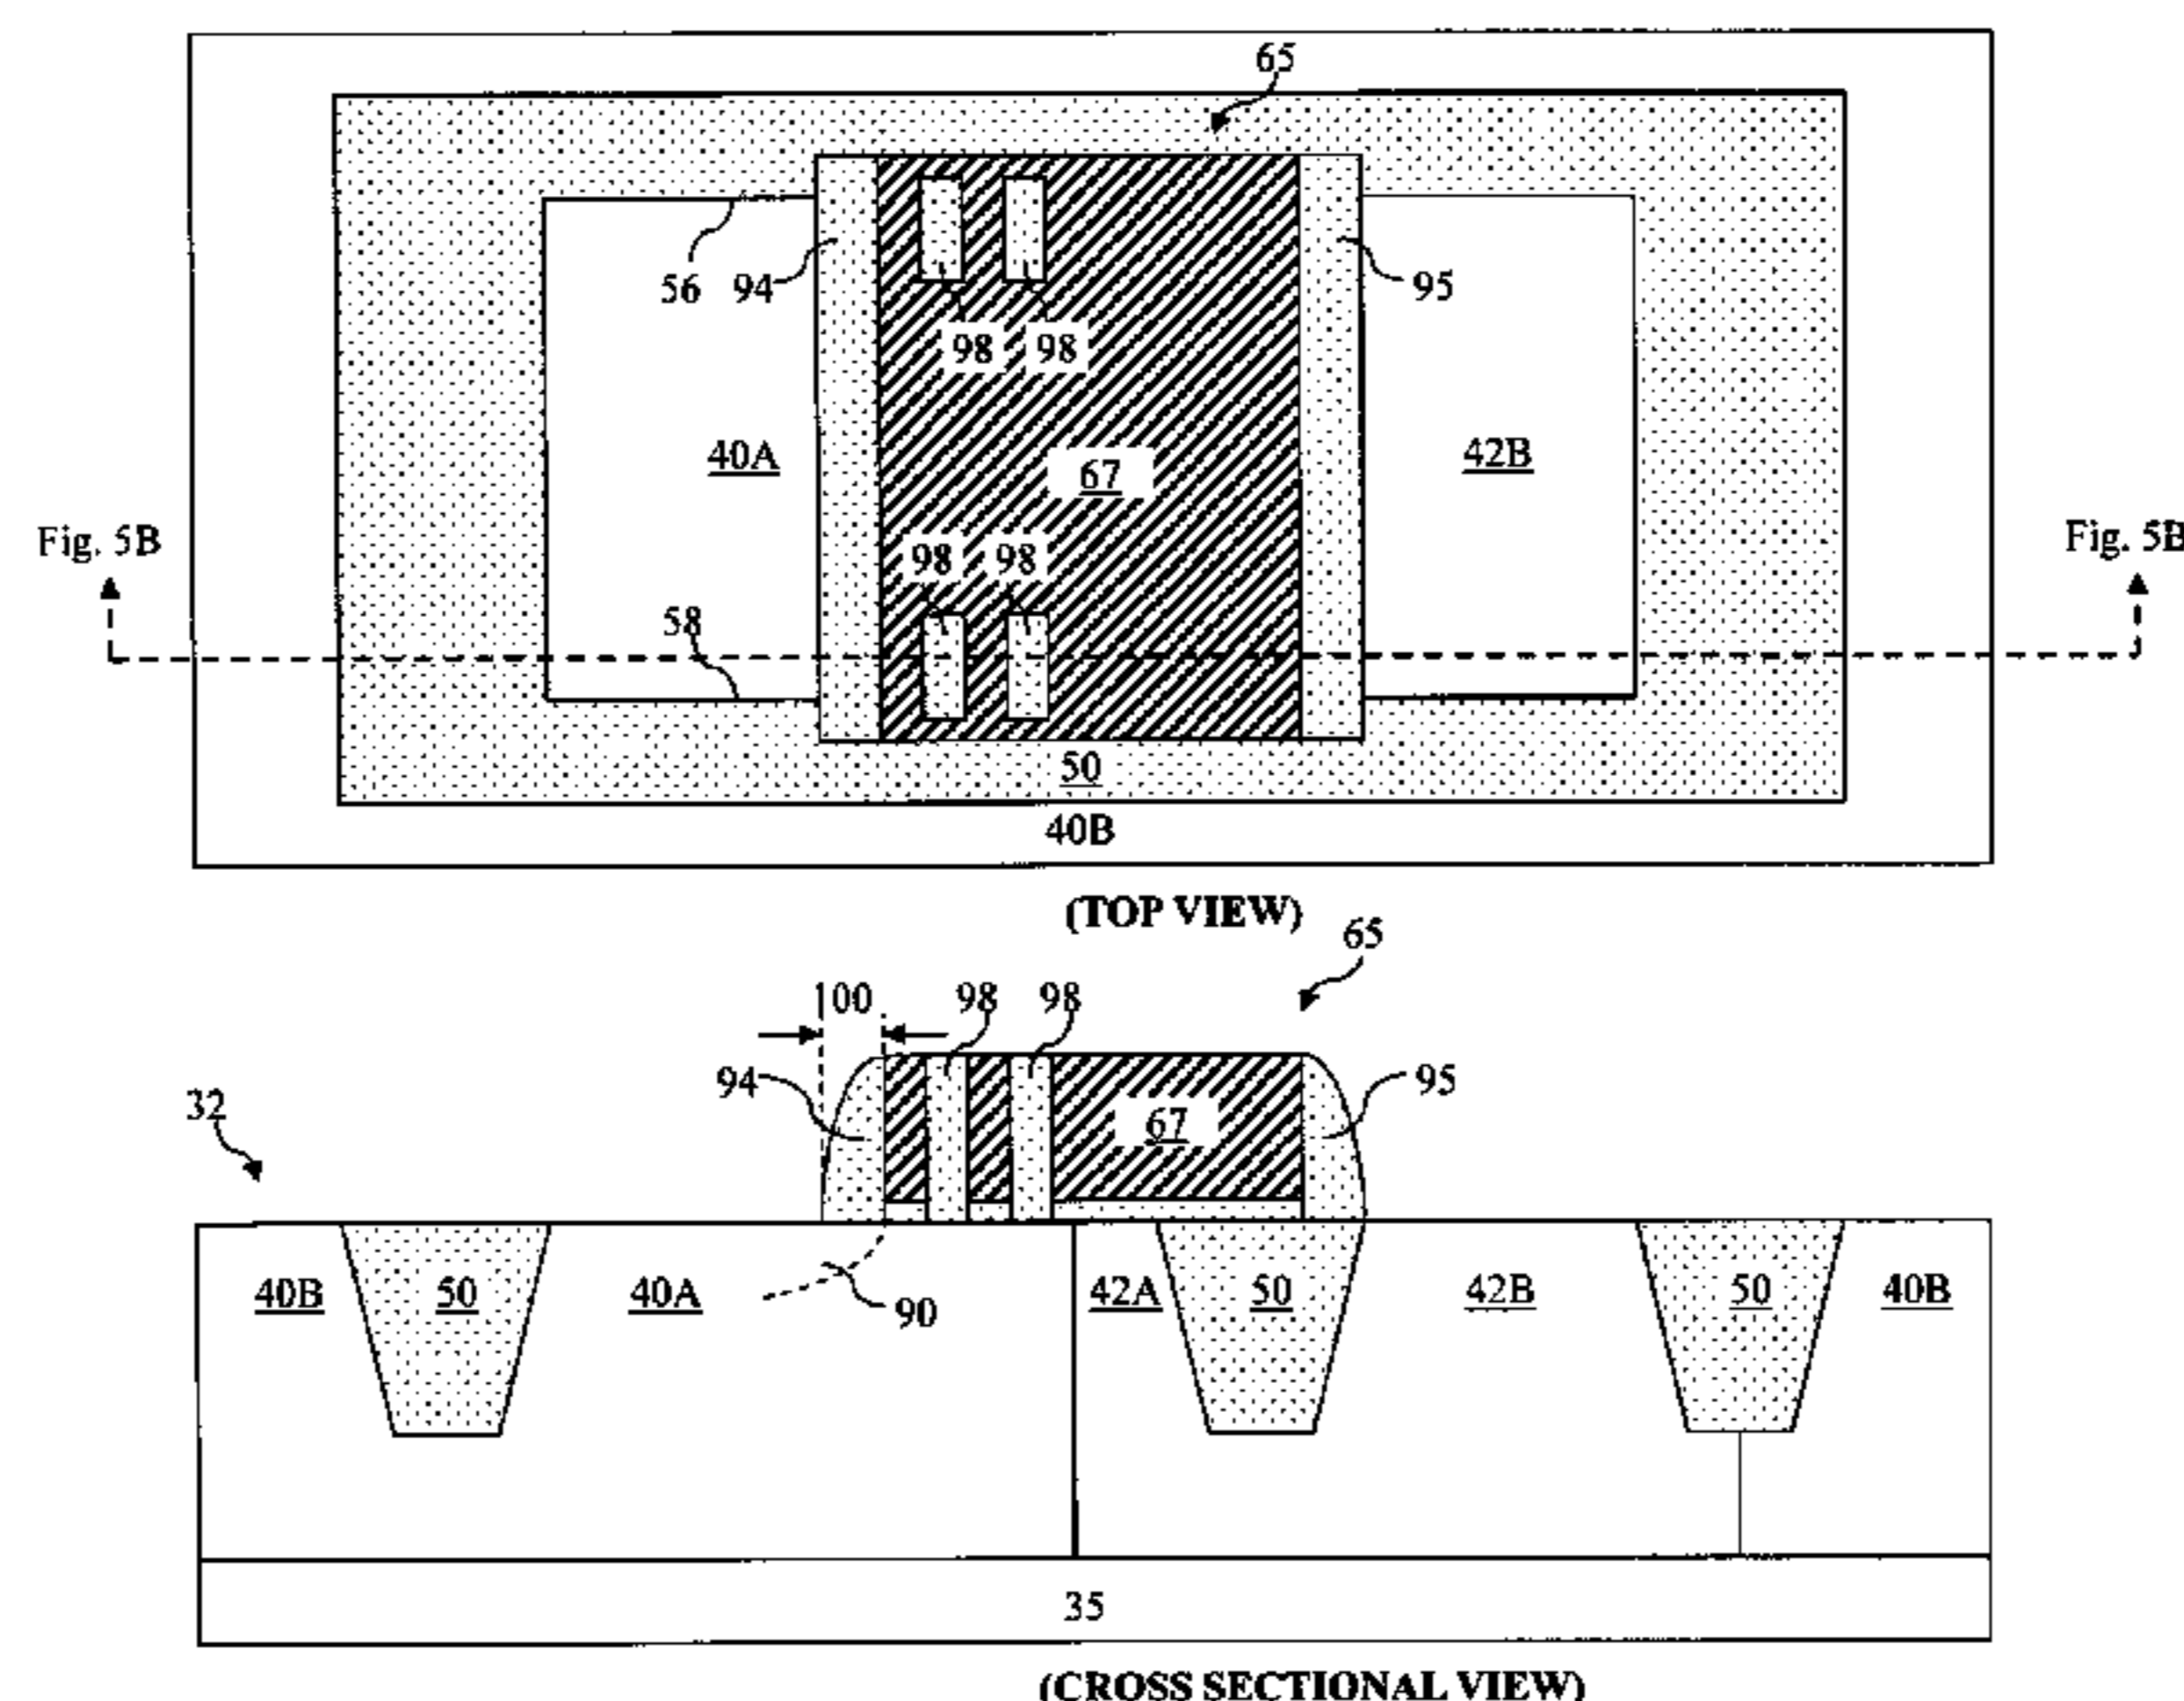 65
56 94 95
98 98
40A 67 42B
Fig. 5B 98 98 Fig. 5B
58
50
40B
(TOP VIEW)
65
100 98 98
94 95
32 67
40B 50 40A 90 42A 50 42B 50 40B
35
(CROSS SECTIONAL VIEW)